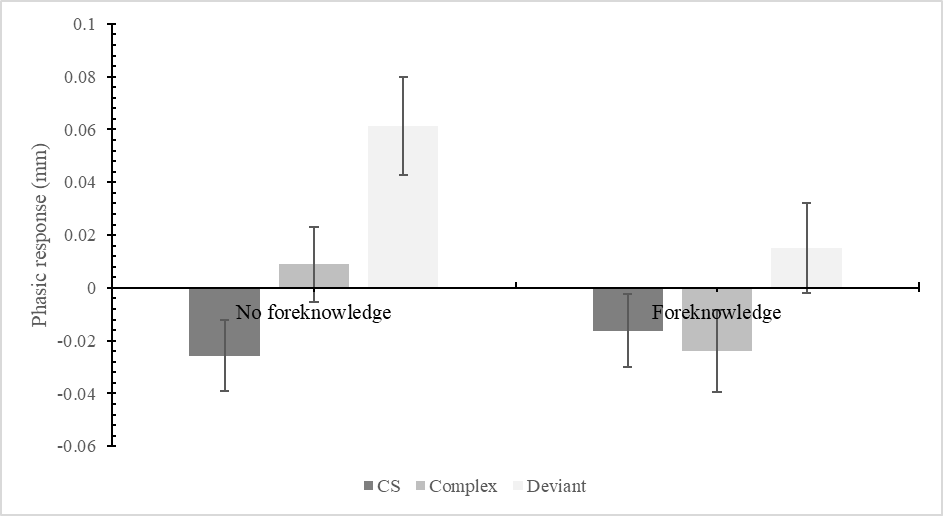 0.1
0.08
0.06
0.04
0.02
0
-0.02
-0.04
-0.06
Phasic response (mm)
No foreknowledge
Foreknowledge
CS
Complex
Deviant